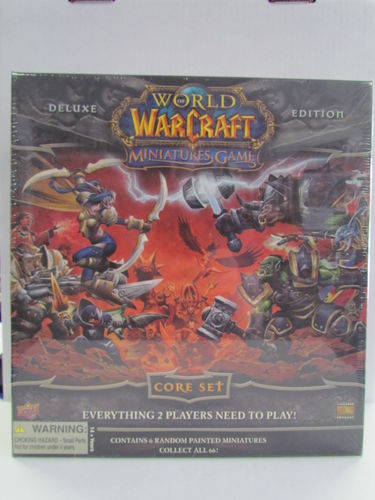 DELUXE
EDITION
WORLD
OF
WARCRAFT
MINIATURES GAME
CORE SET
EVERYTHING 2 PLAYERS NEED TO PLAY!
WARNING:
CHOKING HAZARD - Small Parts
Not for children under 3 years.
CONTAINS 6 RANDOM PAINTED MINIATURES
COLLECT ALL 66!